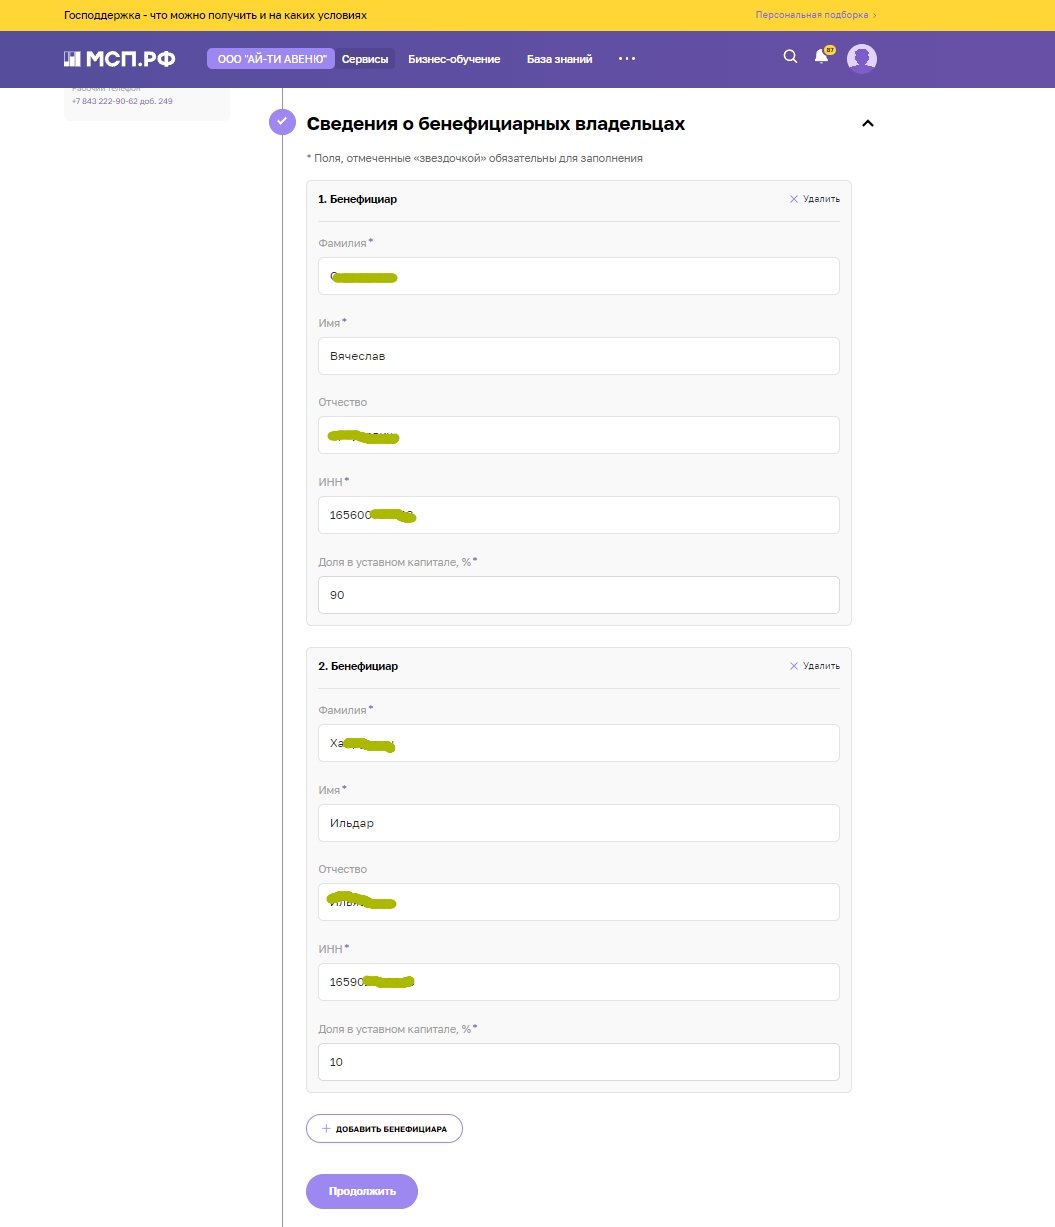 Господдержка - что можно получить и на каких условиях
Персональная подборка ›
МСП.РФ
ООО "АЙ-ТИ АВЕНЮ"
Сервисы
Бизнес-обучение
База знаний
87
Рабочий телефон
+7 843 222-90-62 доб. 249
Сведения о бенефициарных владельцах
* Поля, отмеченные «звездочкой» обязательны для заполнения
1. Бенефициар
Удалить
Фамилия *
Имя *
Вячеслав
Отчество
ИНН *
165600
Доля в уставном капитале, % *
90
2. Бенефициар
Удалить
Фамилия *
Ха
Имя *
Ильдар
Отчество
ИНН *
16590
Доля в уставном капитале, % *
10
+ ДОБАВИТЬ БЕНЕФИЦИАРА
Продолжить